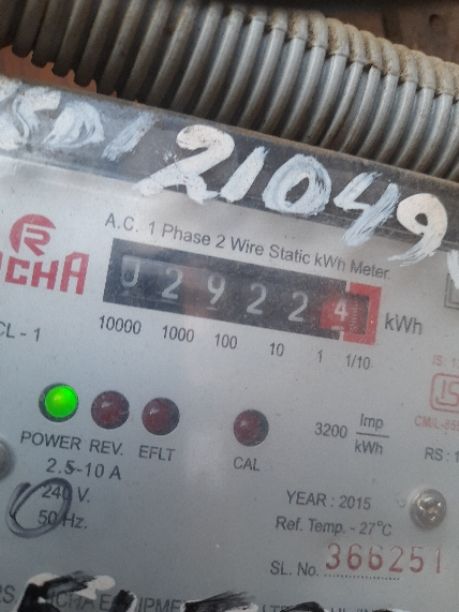 21049
A.C. 1 Phase 2 Wire Static kWh Meter.
02922 4 kWh
10000 1000 100 10 1 1/10
CL - 1
3200 Imp/kWh
POWER REV. EFLT
CAL
2.5-10 A
240 V.
50 Hz.
YEAR : 2015
Ref. Temp. - 27°C
SL. No. 366251